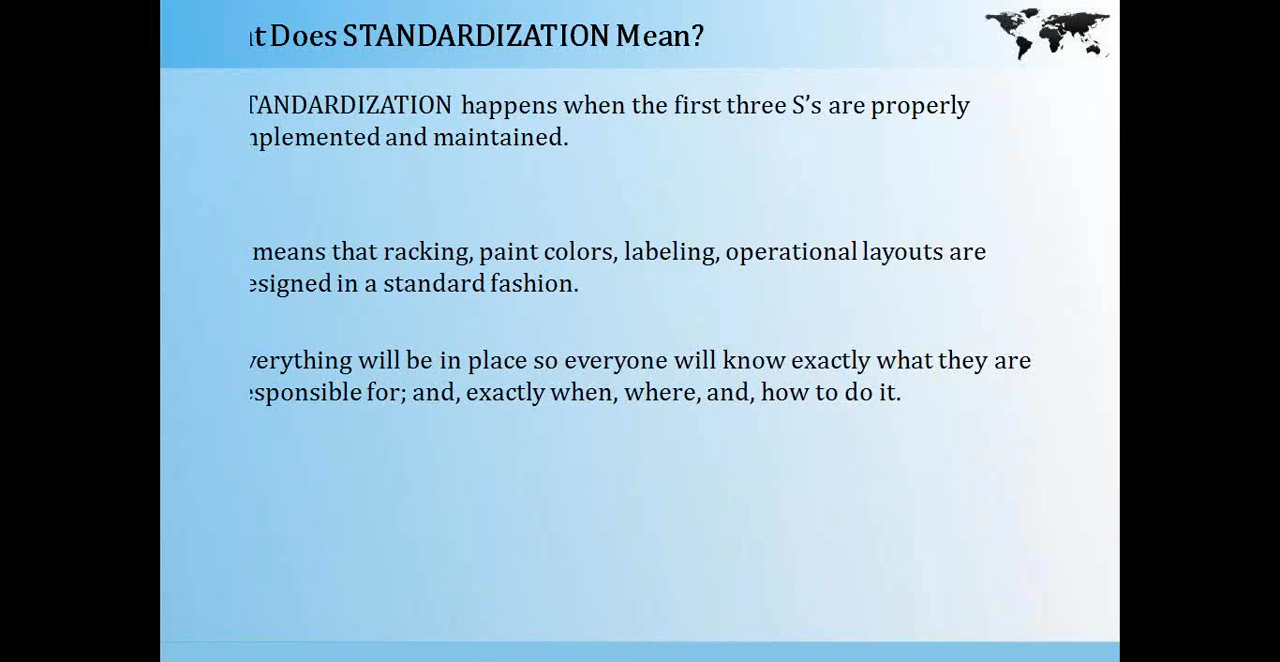 t Does STANDARDIZATION Mean?
TANDARDIZATION happens when the first three S's are properly
nplemented and maintained.
means that racking, paint colors, labeling, operational layouts are
esigned in a standard fashion.
verything will be in place so everyone will know exactly what they are
esponsible for; and, exactly when, where, and, how to do it.